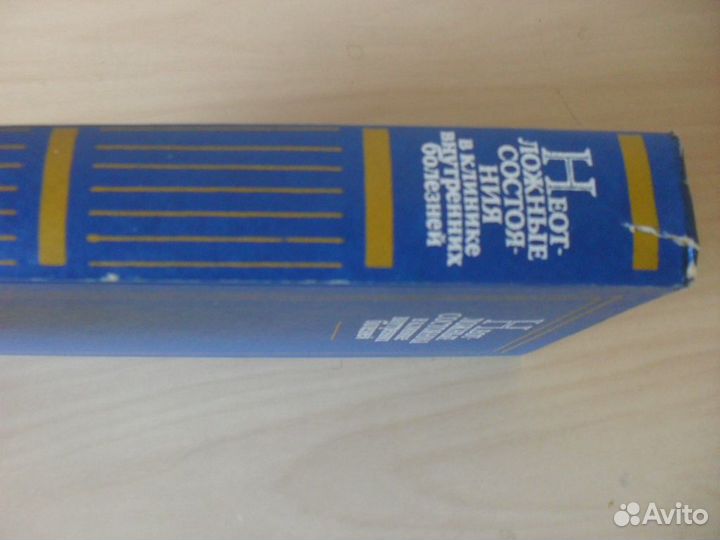 НЕОТ-
ЛОЖНЫЕ
СОСТОЯ-
НИЯ
В КЛИНИКЕ
внутренних
болезней
Avito